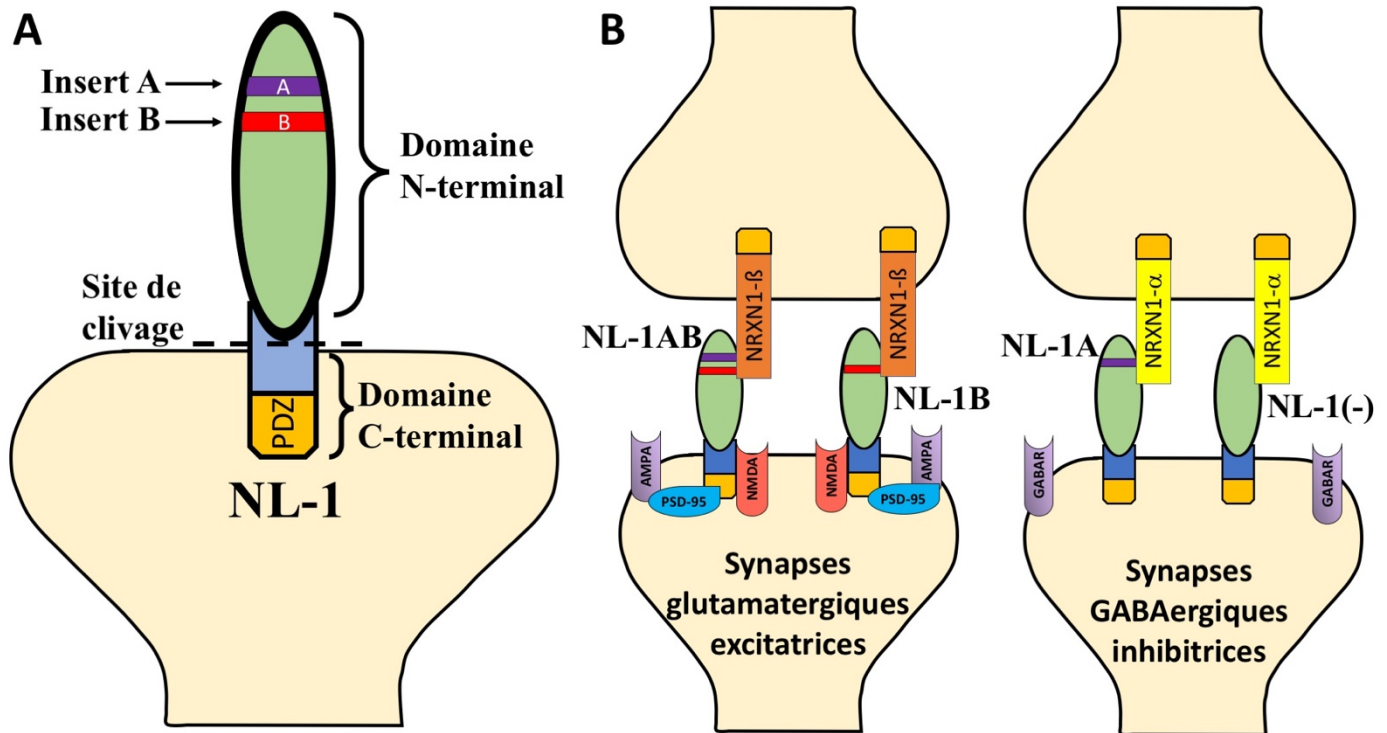 A
Insert A
Insert B
A
B
Domaine
N-terminal
Site de
clivage
PDZ
Domaine
C-terminal
NL-1
B
NRXN1-ß
NRXN1-ß
NL-1AB
NL-1B
AMPA
PSD-95
NMDA
NMDA
PSD-95
AMPA
Synapses
glutamatergiques
excitatrices
NRXN1-α
NRXN1-α
NL-1A
NL-1(-)
GABAR
GABAR
Synapses
GABAergiques
inhibitrices